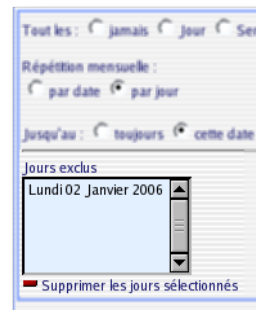 Tout les : jamais Jour Se
Répétition mensuelle :
par date par jour
Jusqu'au : toujours cette date
Jours exclus
Lundi 02 Janvier 2006
Supprimer les jours sélectionnés